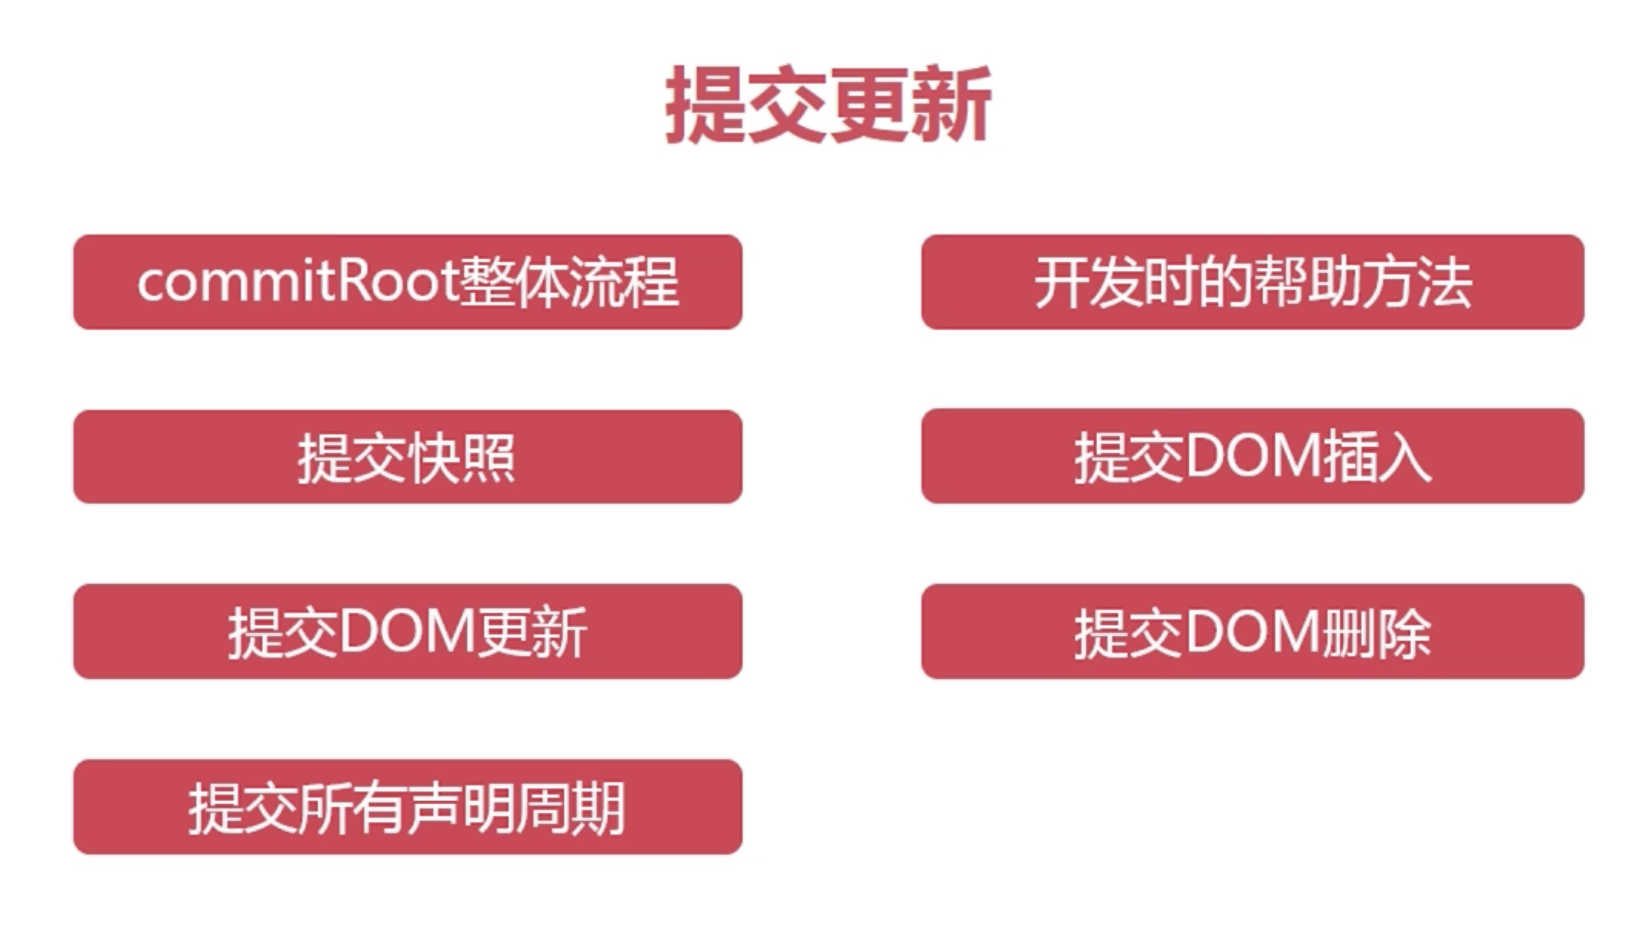 提交更新
commitRoot整体流程
开发时的帮助方法
提交快照
提交DOM插入
提交DOM更新
提交DOM删除
提交所有声明周期